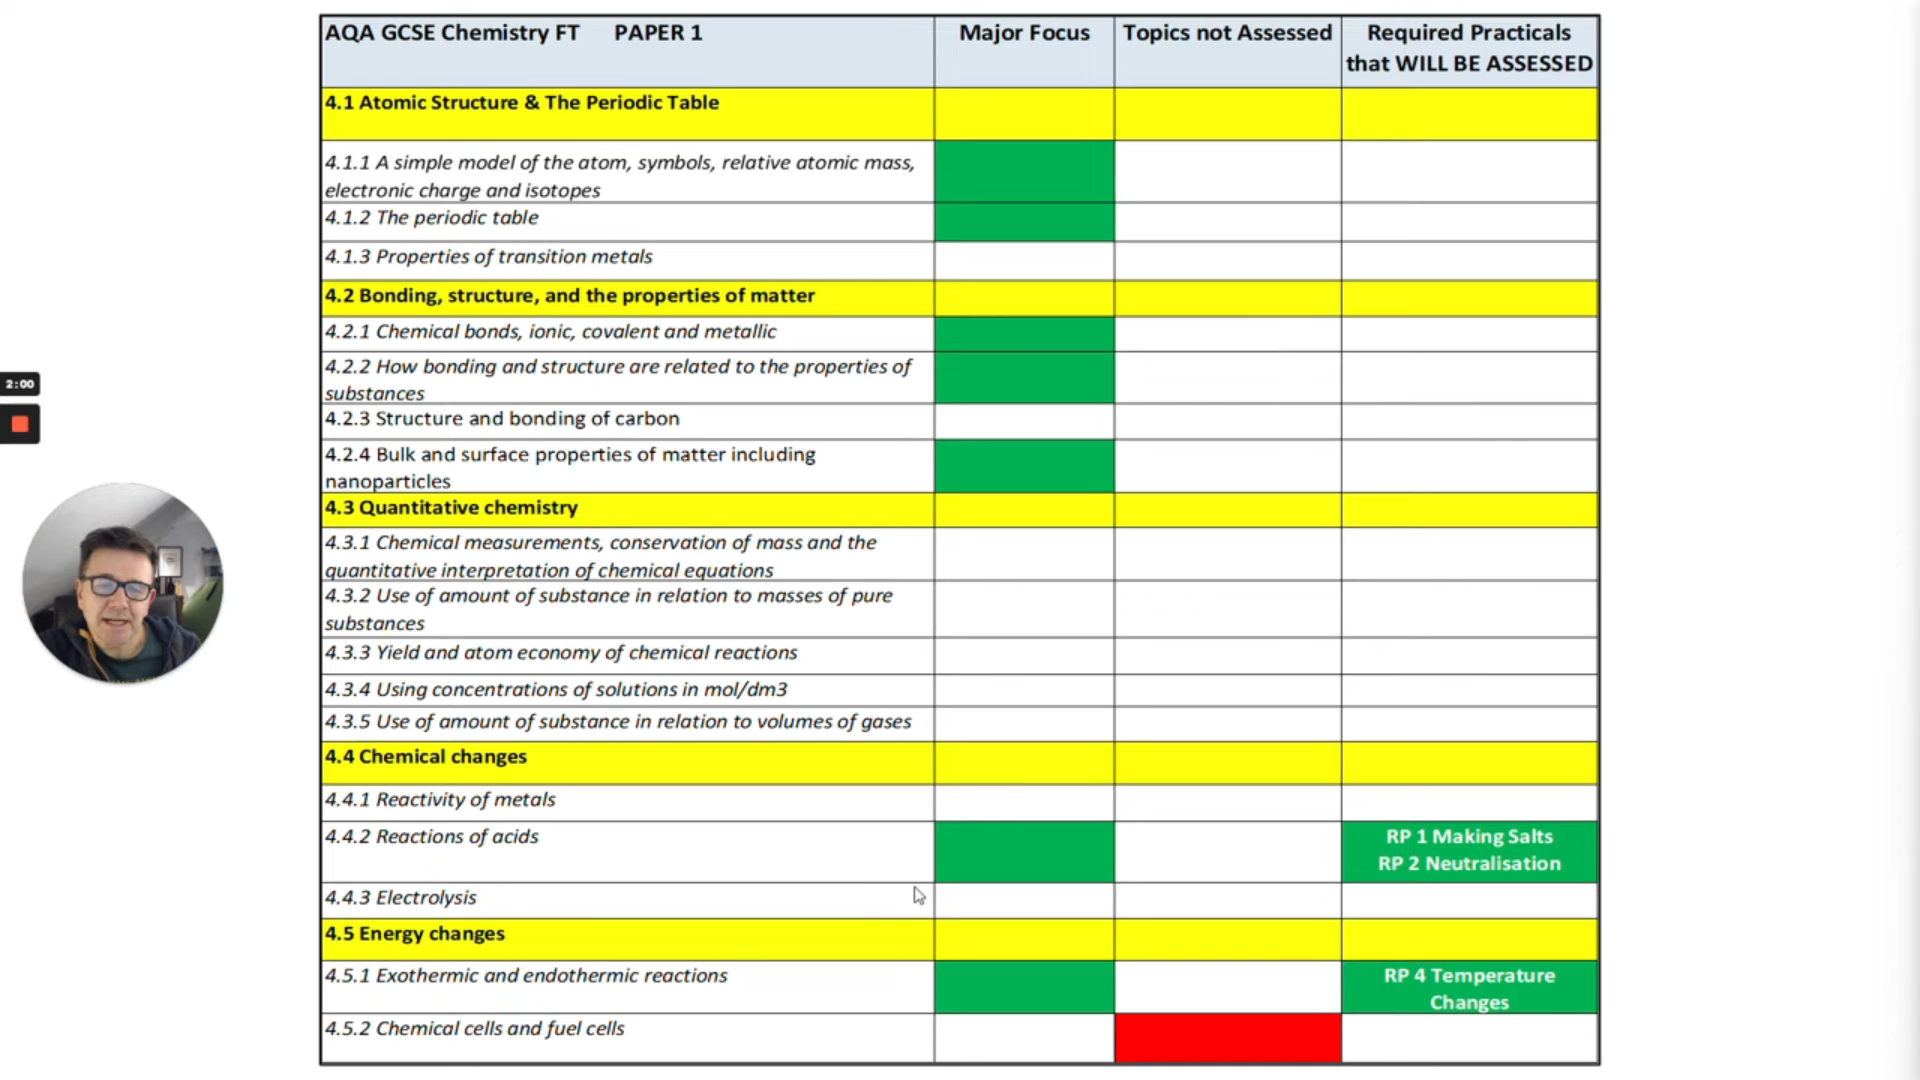 AQA GCSE Chemistry FT PAPER 1
Major Focus
Topics not Assessed
Required Practicals
that WILL BE ASSESSED
4.1 Atomic Structure & The Periodic Table
4.1.1 A simple model of the atom, symbols, relative atomic mass,
electronic charge and isotopes
4.1.2 The periodic table
4.1.3 Properties of transition metals
4.2 Bonding, structure, and the properties of matter
4.2.1 Chemical bonds, ionic, covalent and metallic
4.2.2 How bonding and structure are related to the properties of
substances
4.2.3 Structure and bonding of carbon
4.2.4 Bulk and surface properties of matter including
nanoparticles
4.3 Quantitative chemistry
4.3.1 Chemical measurements, conservation of mass and the
quantitative interpretation of chemical equations
4.3.2 Use of amount of substance in relation to masses of pure
substances
4.3.3 Yield and atom economy of chemical reactions
4.3.4 Using concentrations of solutions in mol/dm3
4.3.5 Use of amount of substance in relation to volumes of gases
4.4 Chemical changes
4.4.1 Reactivity of metals
4.4.2 Reactions of acids
RP 1 Making Salts
RP 2 Neutralisation
4.4.3 Electrolysis
4.5 Energy changes
4.5.1 Exothermic and endothermic reactions
RP 4 Temperature
Changes
4.5.2 Chemical cells and fuel cells
2:00